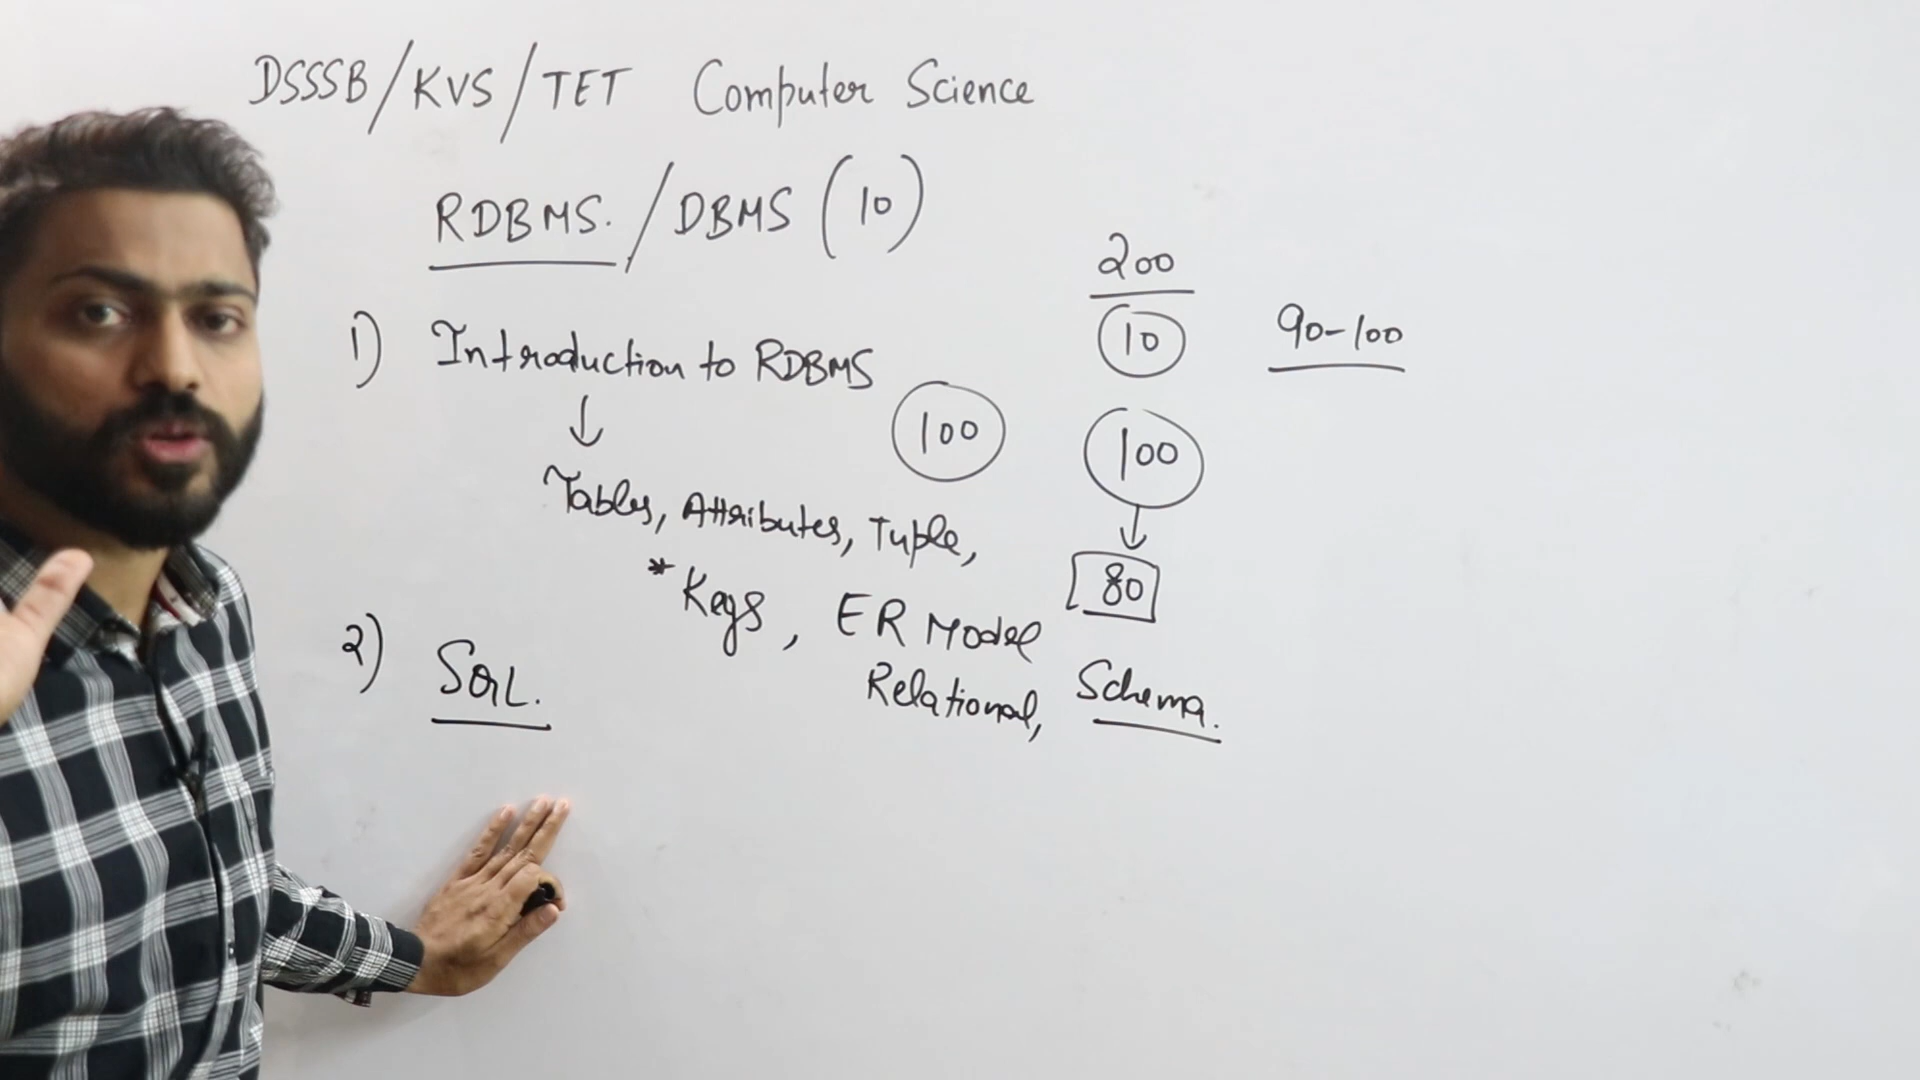 DSSSB/KVS/TET Computer Science
RDBMS. / DBMS (10)
200
10
90-100
1) Introduction to RDBMS
↓
100
100
↓
Tables, Attributes, Tuple,
80
*Keys, ER Model
Relational, Schema.
2) SQL.